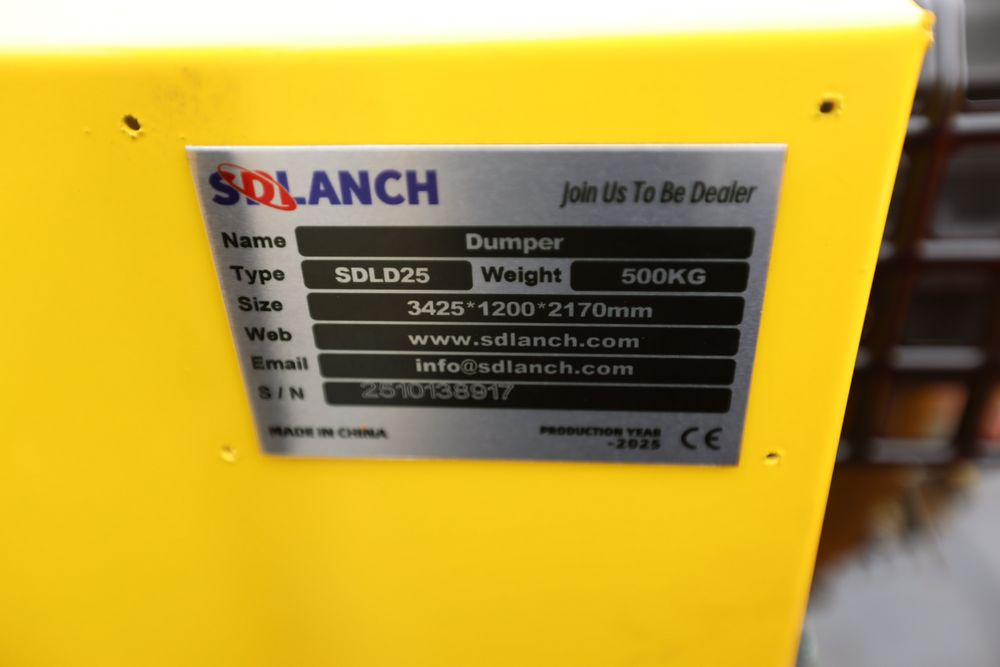 SDLANCH
Join Us To Be Dealer
Name Dumper
Type SDLD25 Weight 500KG
Size 3425*1200*2170mm
Web www.sdlanch.com
Email info@sdlanch.com
S/N 2510138917
MADE IN CHINA
PRODUCTION YEAR
-2025 CE